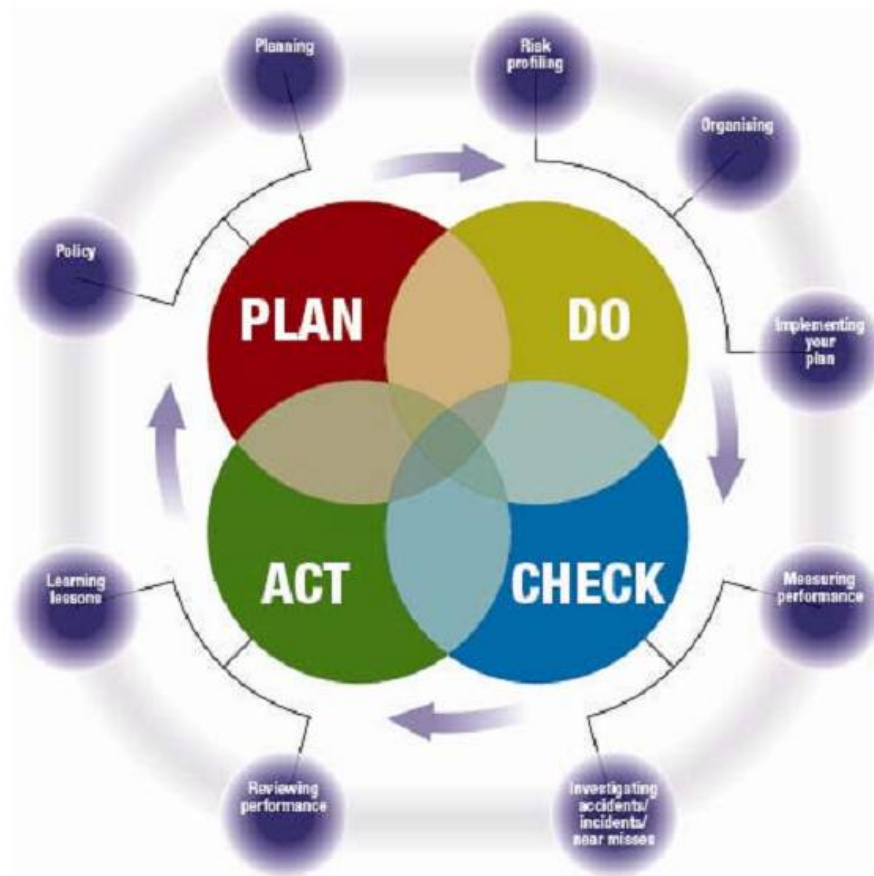 Planning
Risk
profiling
Organising
Policy
PLAN
DO
Implementing
your
plan
ACT
CHECK
Learning
lessons
Measuring
performance
Reviewing
performance
Investigating
accidents/
incidents/
near misses